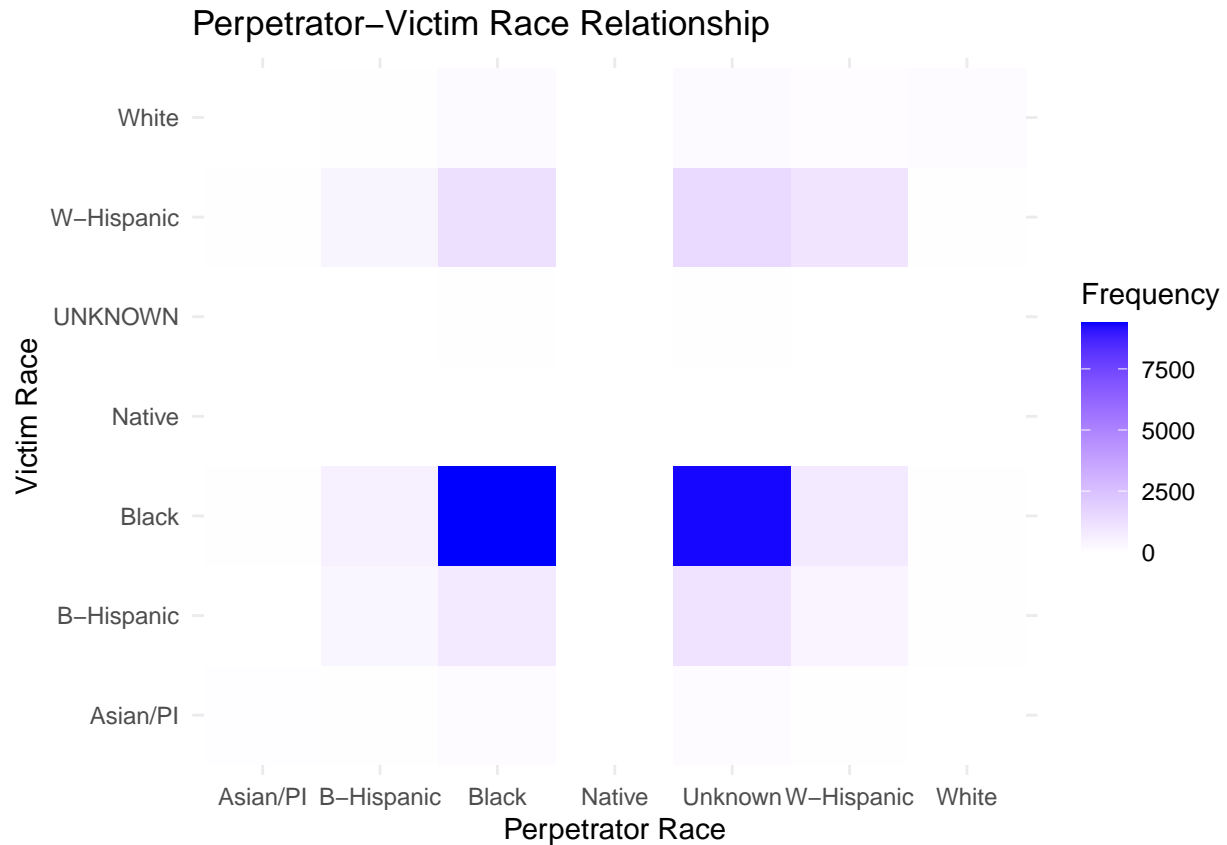 Perpetrator–Victim Race Relationship
White
W–Hispanic
UNKNOWN
Native
Black
B–Hispanic
Asian/PI
Victim Race
Asian/PI B–Hispanic Black Native Unknown W–Hispanic White
Perpetrator Race
Frequency
7500
5000
2500
0